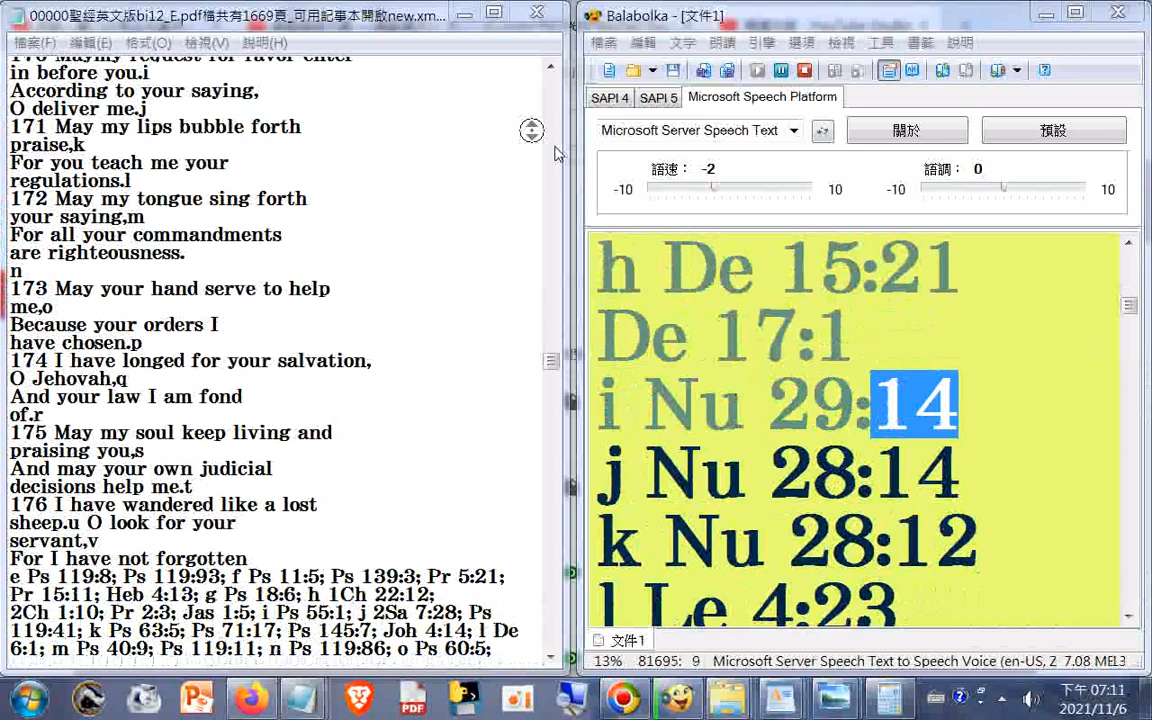 00000聖經英文版bi12_E.pdf檔共有1669頁_可用記事本開啟new.xm...
檔案(F) 編輯(E) 格式(O) 檢視(V) 說明(H)
170 May my request for favor enter
in before you.i
According to your saying,
O deliver me.j
171 May my lips bubble forth
praise,k
For you teach me your
regulations.l
172 May my tongue sing forth
your saying,m
For all your commandments
are righteousness.
n
173 May your hand serve to help
me,o
Because your orders I
have chosen.p
174 I have longed for your salvation,
O Jehovah,q
And your law I am fond
of.r
175 May my soul keep living and
praising you,s
And may your own judicial
decisions help me.t
176 I have wandered like a lost
sheep.u O look for your
servant,v
For I have not forgotten
e Ps 119:8; Ps 119:93; f Ps 11:5; Ps 139:3; Pr 5:21;
Pr 15:11; Heb 4:13; g Ps 18:6; h 1Ch 22:12;
2Ch 1:10; Pr 2:3; Jas 1:5; i Ps 55:1; j 2Sa 7:28; Ps
119:41; k Ps 63:5; Ps 71:17; Ps 145:7; Joh 4:14; l De
6:1; m Ps 40:9; Ps 119:11; n Ps 119:86; o Ps 60:5;
Balabolka - [文件1]
檔案 編輯 文字 朗讀 引擎 選項 檢視 工具 書籤 說明
SAPI 4 SAPI 5 Microsoft Speech Platform
Microsoft Server Speech Text 關於 預設
語速： -2 語調： 0
-10 10 -10 10
h De 15:21
De 17:1
i Nu 29:14
j Nu 28:14
k Nu 28:12
l Le 4:23
文件1
13% 81695: 9 Microsoft Server Speech Text to Speech Voice (en-US, Z 7.08 ME
下午 07:11
2021/11/6